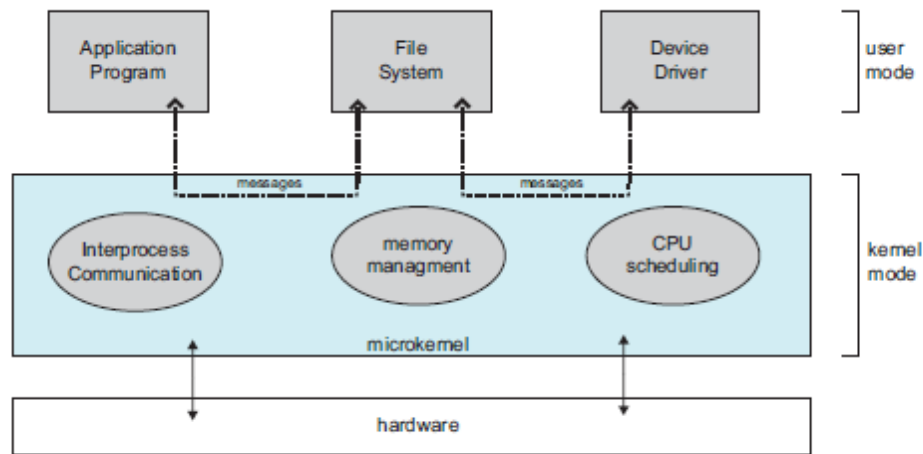 Application
Program
File
System
Device
Driver
user
mode
messages
messages
Interprocess
Communication
memory
managment
CPU
scheduling
kernel
mode
microkernel
hardware